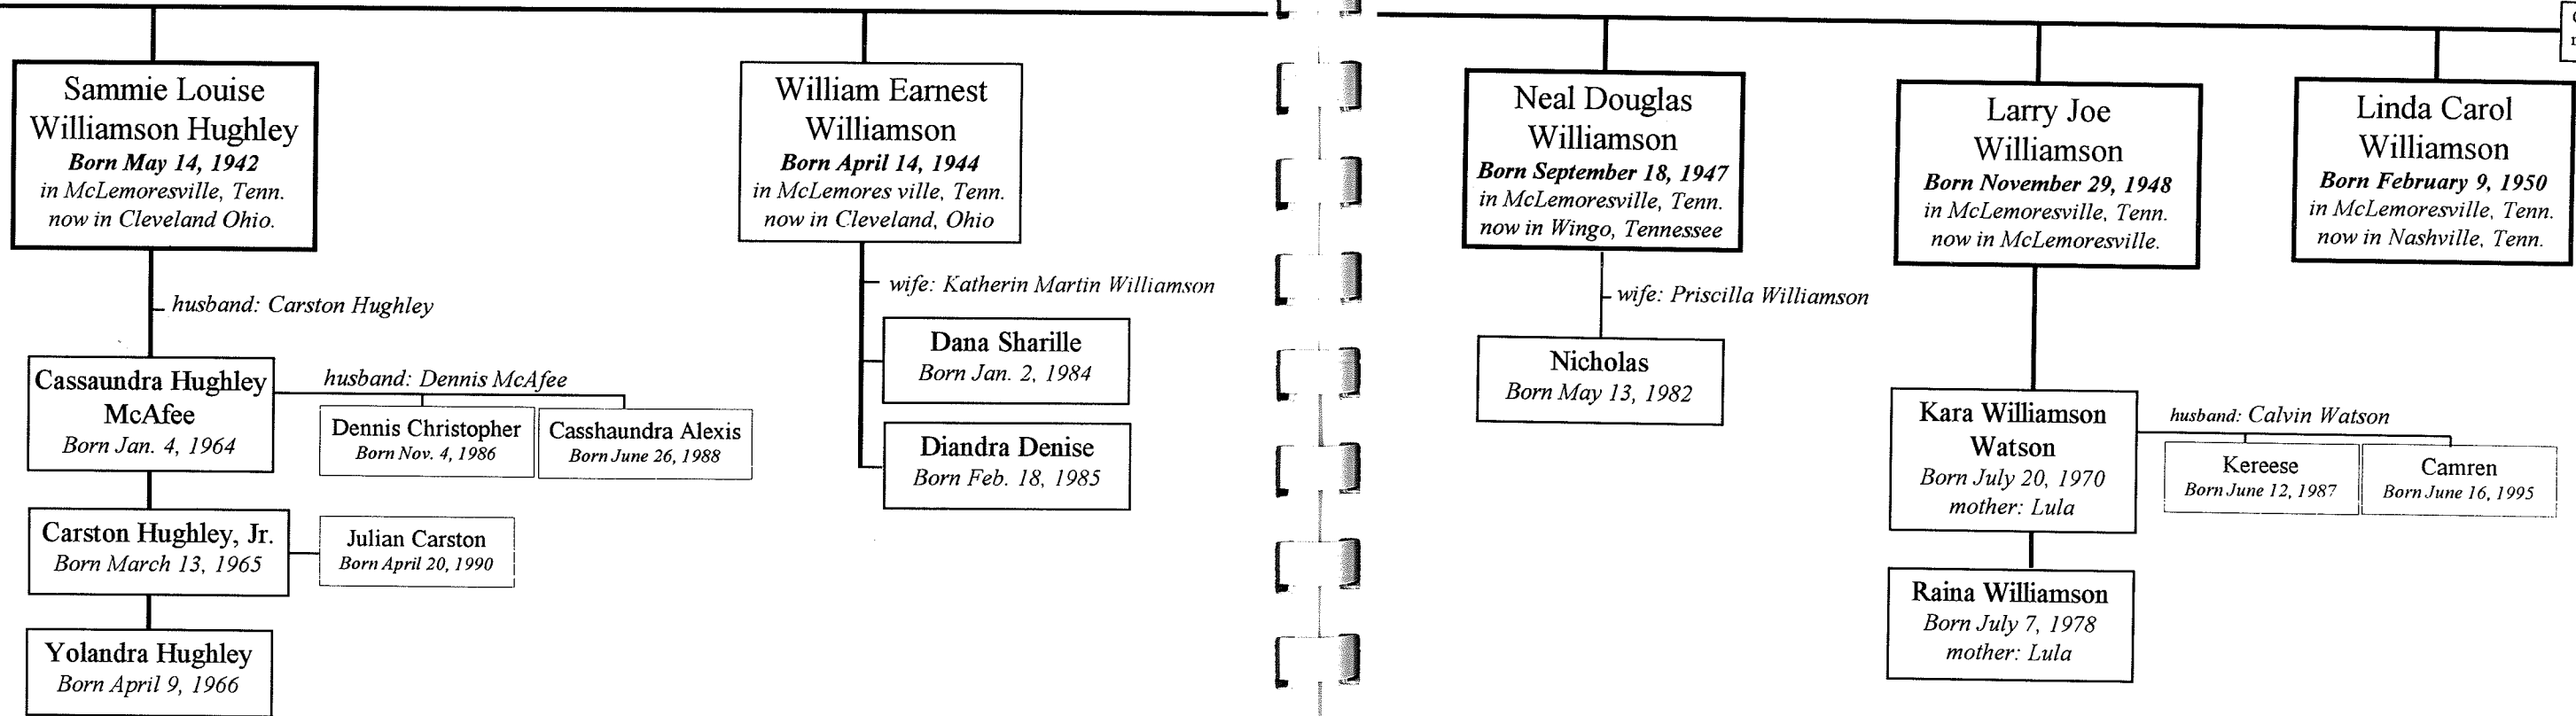 Sammie Louise
Williamson Hughley
Born May 14, 1942
in McLemoresville, Tenn.
now in Cleveland Ohio.
husband: Carston Hughley
Cassaundra Hughley
McAfee
Born Jan. 4, 1964
husband: Dennis McAfee
Dennis Christopher
Born Nov. 4, 1986
Casshaundra Alexis
Born June 26, 1988
Carston Hughley, Jr.
Born March 13, 1965
Julian Carston
Born April 20, 1990
Yolandra Hughley
Born April 9, 1966
William Earnest
Williamson
Born April 14, 1944
in McLemores ville, Tenn.
now in Cleveland, Ohio
wife: Katherin Martin Williamson
Dana Sharille
Born Jan. 2, 1984
Diandra Denise
Born Feb. 18, 1985
Neal Douglas
Williamson
Born September 18, 1947
in McLemoresville, Tenn.
now in Wingo, Tennessee
wife: Priscilla Williamson
Nicholas
Born May 13, 1982
Larry Joe
Williamson
Born November 29, 1948
in McLemoresville, Tenn.
now in McLemoresville.
Kara Williamson
Watson
Born July 20, 1970
mother: Lula
husband: Calvin Watson
Kereese
Born June 12, 1987
Camren
Born June 16, 1995
Raina Williamson
Born July 7, 1978
mother: Lula
Linda Carol
Williamson
Born February 9, 1950
in McLemoresville, Tenn.
now in Nashville, Tenn.